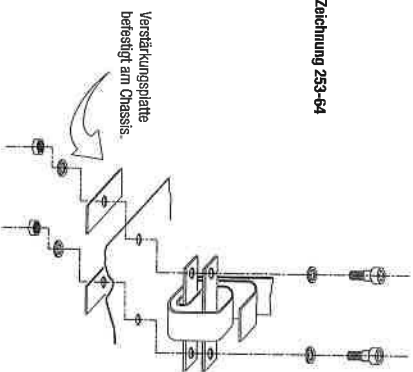 Zeichnung 253-64
Verstärkungsplatte
befestigt am Chassis.